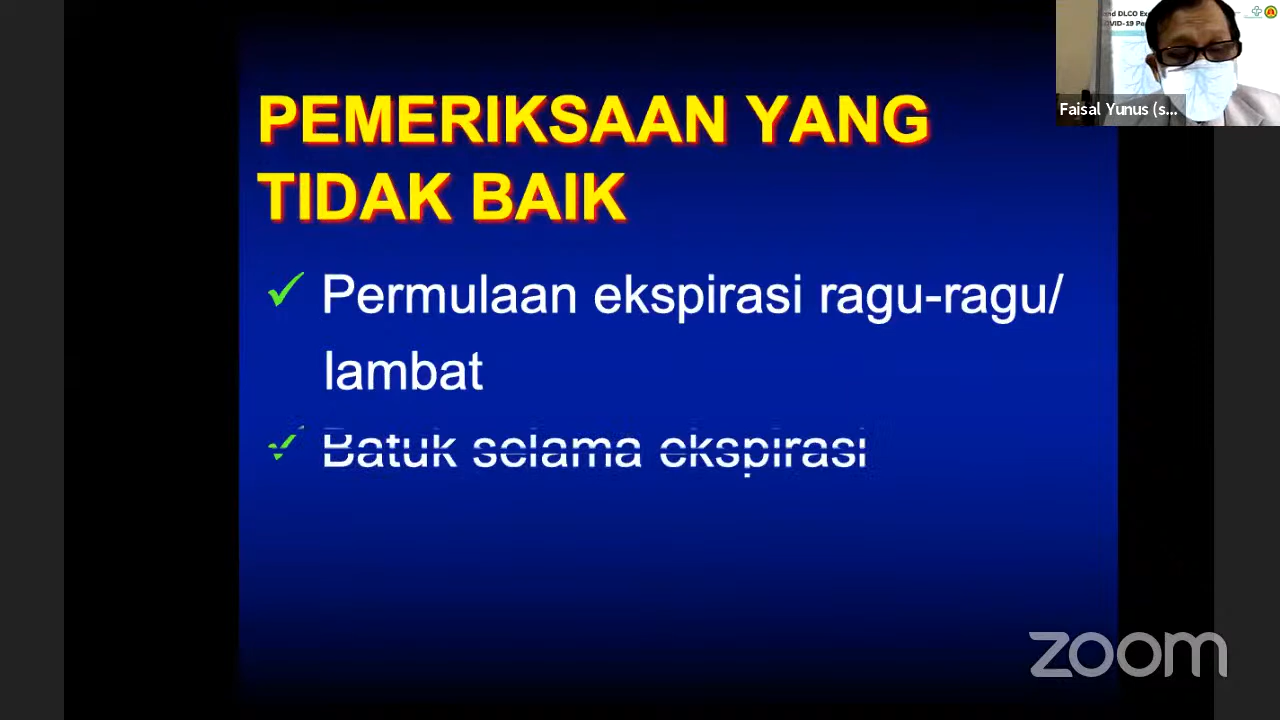 PEMERIKSAAN YANG
TIDAK BAIK
✓ Permulaan ekspirasi ragu-ragu/
lambat
✓ Batuk selama ekspirasi
Faisal Yunus (s...
zoom